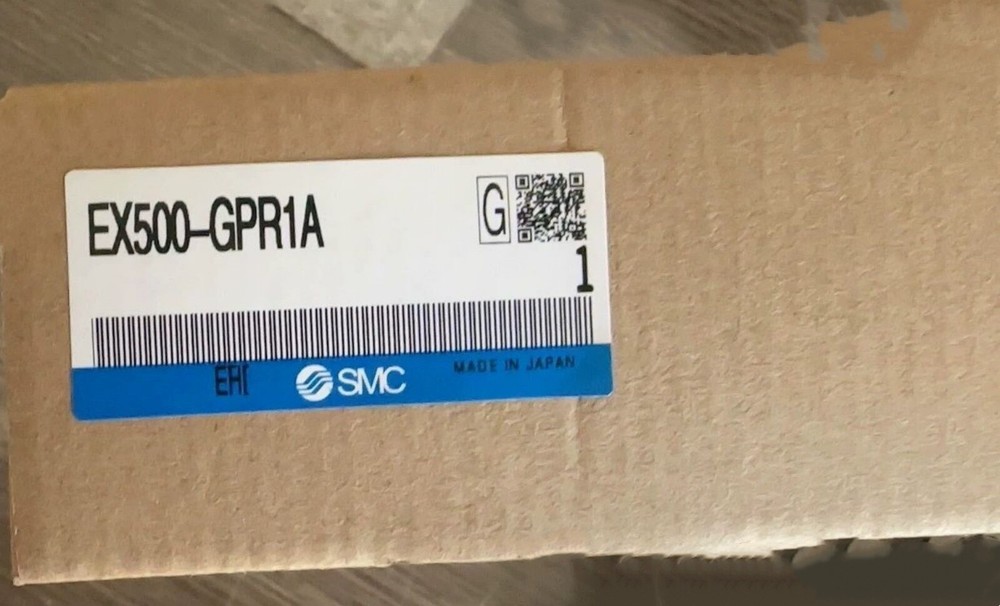 EX500-GPR1A
G
1
EAC SMC MADE IN JAPAN